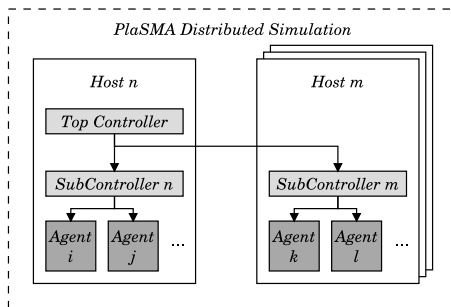 PlaSMA Distributed Simulation
Host n
Host m
Top Controller
SubController n
SubController m
Agent
i
Agent
j
...
Agent
k
Agent
l
...